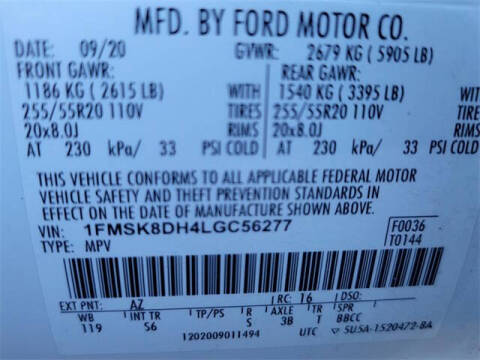 MFD. BY FORD MOTOR CO.
DATE: 09/20 GVWR: 2679 KG ( 5905 LB)
FRONT GAWR: REAR GAWR:
1186 KG ( 2615 LB) WITH 1540 KG ( 3395 LB) WIT
255/55R20 110V TIRES 255/55R20 110V TIRES
20x8.0J RIMS 20x8.0J RIMS
AT 230 kPa/ 33 PSI COLD AT 230 kPa/ 33 PSI COLD
THIS VEHICLE CONFORMS TO ALL APPLICABLE FEDERAL MOTOR
VEHICLE SAFETY AND THEFT PREVENTION STANDARDS IN
EFFECT ON THE DATE OF MANUFACTURE SHOWN ABOVE.
VIN: 1FMSK8DH4LGC56277 F0036
TYPE: MPV T0144
EXT PNT: AZ RC: 16 DSO:
WB INT TR TP/PS R AXLE TR SPR
119 S6 S 3B T BBCC
1202009011494 UTC 5U5A-1520472-BA